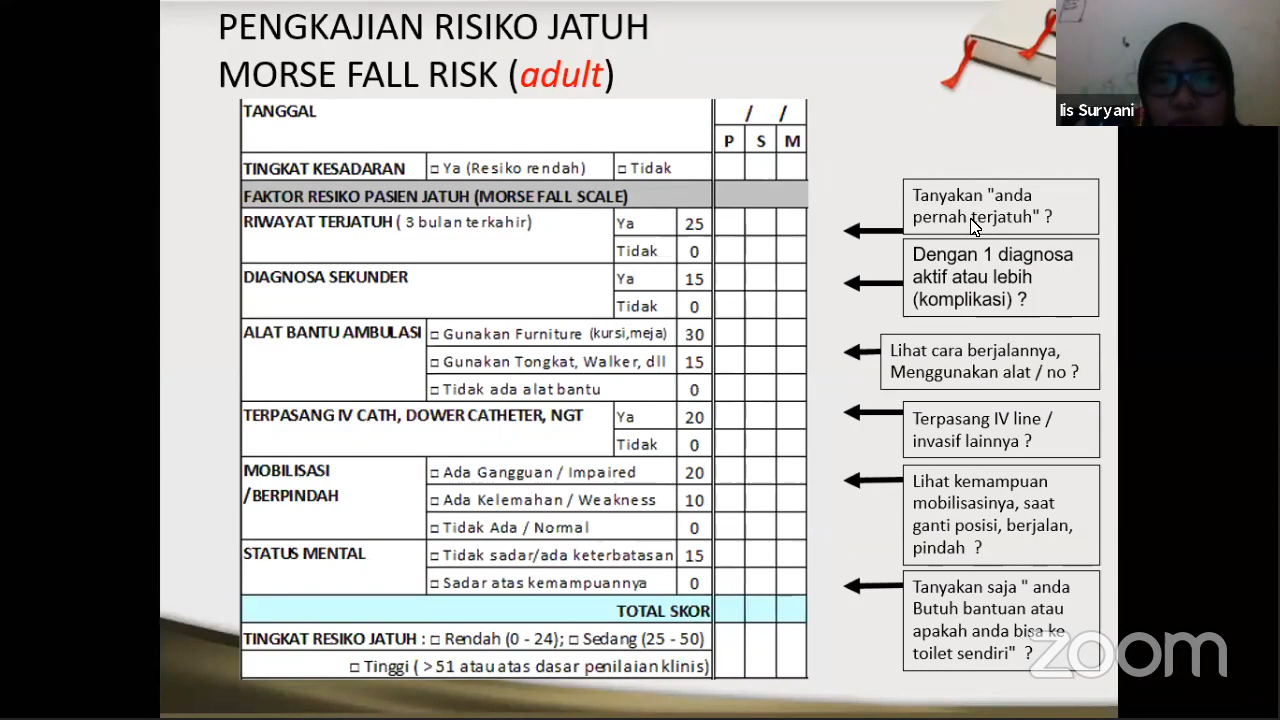 PENGKAJIAN RISIKO JATUH
MORSE FALL RISK (adult)
Iis Suryani
TANGGAL / /
P S M
TINGKAT KESADARAN □ Ya (Resiko rendah) □ Tidak
FAKTOR RESIKO PASIEN JATUH (MORSE FALL SCALE)
RIWAYAT TERJATUH ( 3 bulan terkahir) Ya 25
Tidak 0
DIAGNOSA SEKUNDER Ya 15
Tidak 0
ALAT BANTU AMBULASI □ Gunakan Furniture (kursi,meja) 30
□ Gunakan Tongkat, Walker, dll 15
□ Tidak ada alat bantu 0
TERPASANG IV CATH, DOWER CATHETER, NGT Ya 20
Tidak 0
MOBILISASI
/BERPINDAH
□ Ada Gangguan / Impaired 20
□ Ada Kelemahan / Weakness 10
□ Tidak Ada / Normal 0
STATUS MENTAL □ Tidak sadar/ada keterbatasan 15
□ Sadar atas kemampuannya 0
TOTAL SKOR
TINGKAT RESIKO JATUH : □ Rendah (0 - 24); □ Sedang (25 - 50)
□ Tinggi ( > 51 atau atas dasar penilaian klinis)
Tanyakan "anda
pernah terjatuh" ?
Dengan 1 diagnosa
aktif atau lebih
(komplikasi) ?
Lihat cara berjalannya,
Menggunakan alat / no ?
Terpasang IV line /
invasif lainnya ?
Lihat kemampuan
mobilisasinya, saat
ganti posisi, berjalan,
pindah ?
Tanyakan saja " anda
Butuh bantuan atau
apakah anda bisa ke
toilet sendiri" ?
zoom